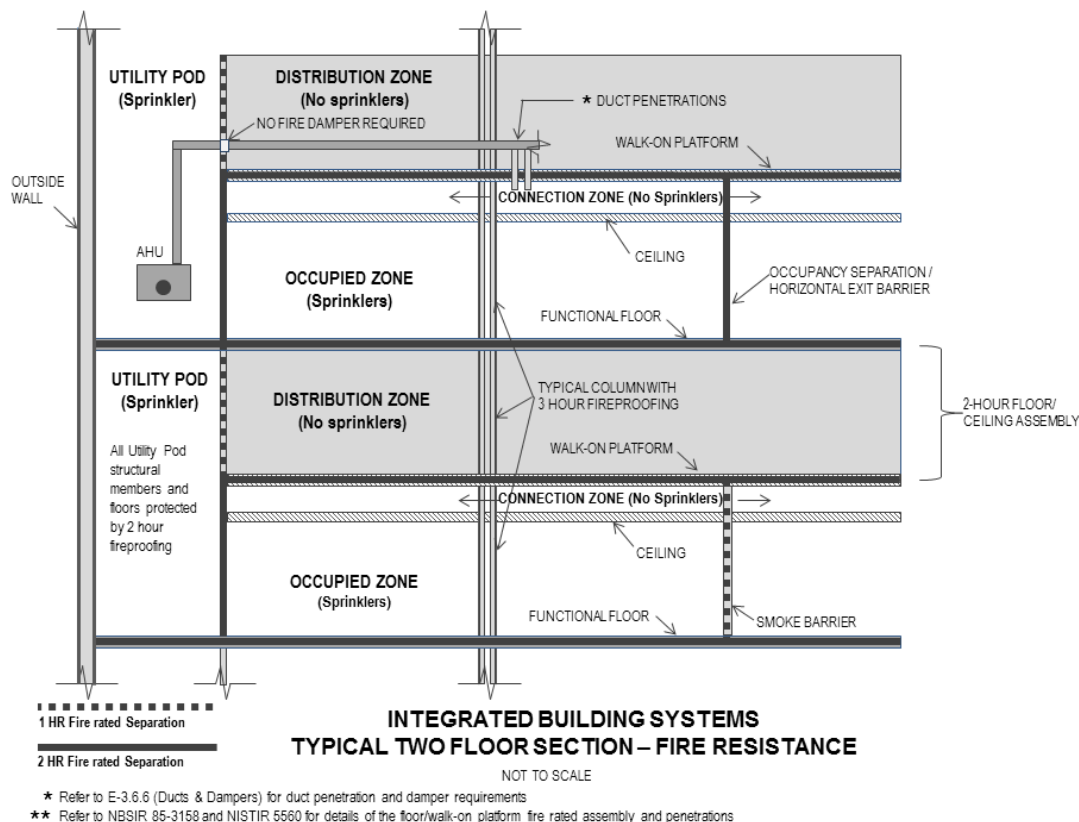 UTILITY POD
(Sprinkler)
DISTRIBUTION ZONE
(No sprinklers)
* DUCT PENETRATIONS
NO FIRE DAMPER REQUIRED
WALK-ON PLATFORM
OUTSIDE
WALL
CONNECTION ZONE (No Sprinklers)
CEILING
AHU
OCCUPIED ZONE
(Sprinklers)
OCCUPANCY SEPARATION /
HORIZONTAL EXIT BARRIER
FUNCTIONAL FLOOR
UTILITY POD
(Sprinkler)
DISTRIBUTION ZONE
(No sprinklers)
TYPICAL COLUMN WITH
3 HOUR FIREPROOFING
2-HOUR FLOOR/
CEILING ASSEMBLY
All Utility Pod
structural
members and
floors protected
by 2 hour
fireproofing
WALK-ON PLATFORM
CONNECTION ZONE (No Sprinklers)
CEILING
OCCUPIED ZONE
(Sprinklers)
FUNCTIONAL FLOOR
SMOKE BARRIER
1 HR Fire rated Separation
2 HR Fire rated Separation
INTEGRATED BUILDING SYSTEMS
TYPICAL TWO FLOOR SECTION – FIRE RESISTANCE
NOT TO SCALE
* Refer to E-3.6.6 (Ducts & Dampers) for duct penetration and damper requirements
** Refer to NBSIR 85-3158 and NISTIR 5560 for details of the floor/walk-on platform fire rated assembly and penetrations